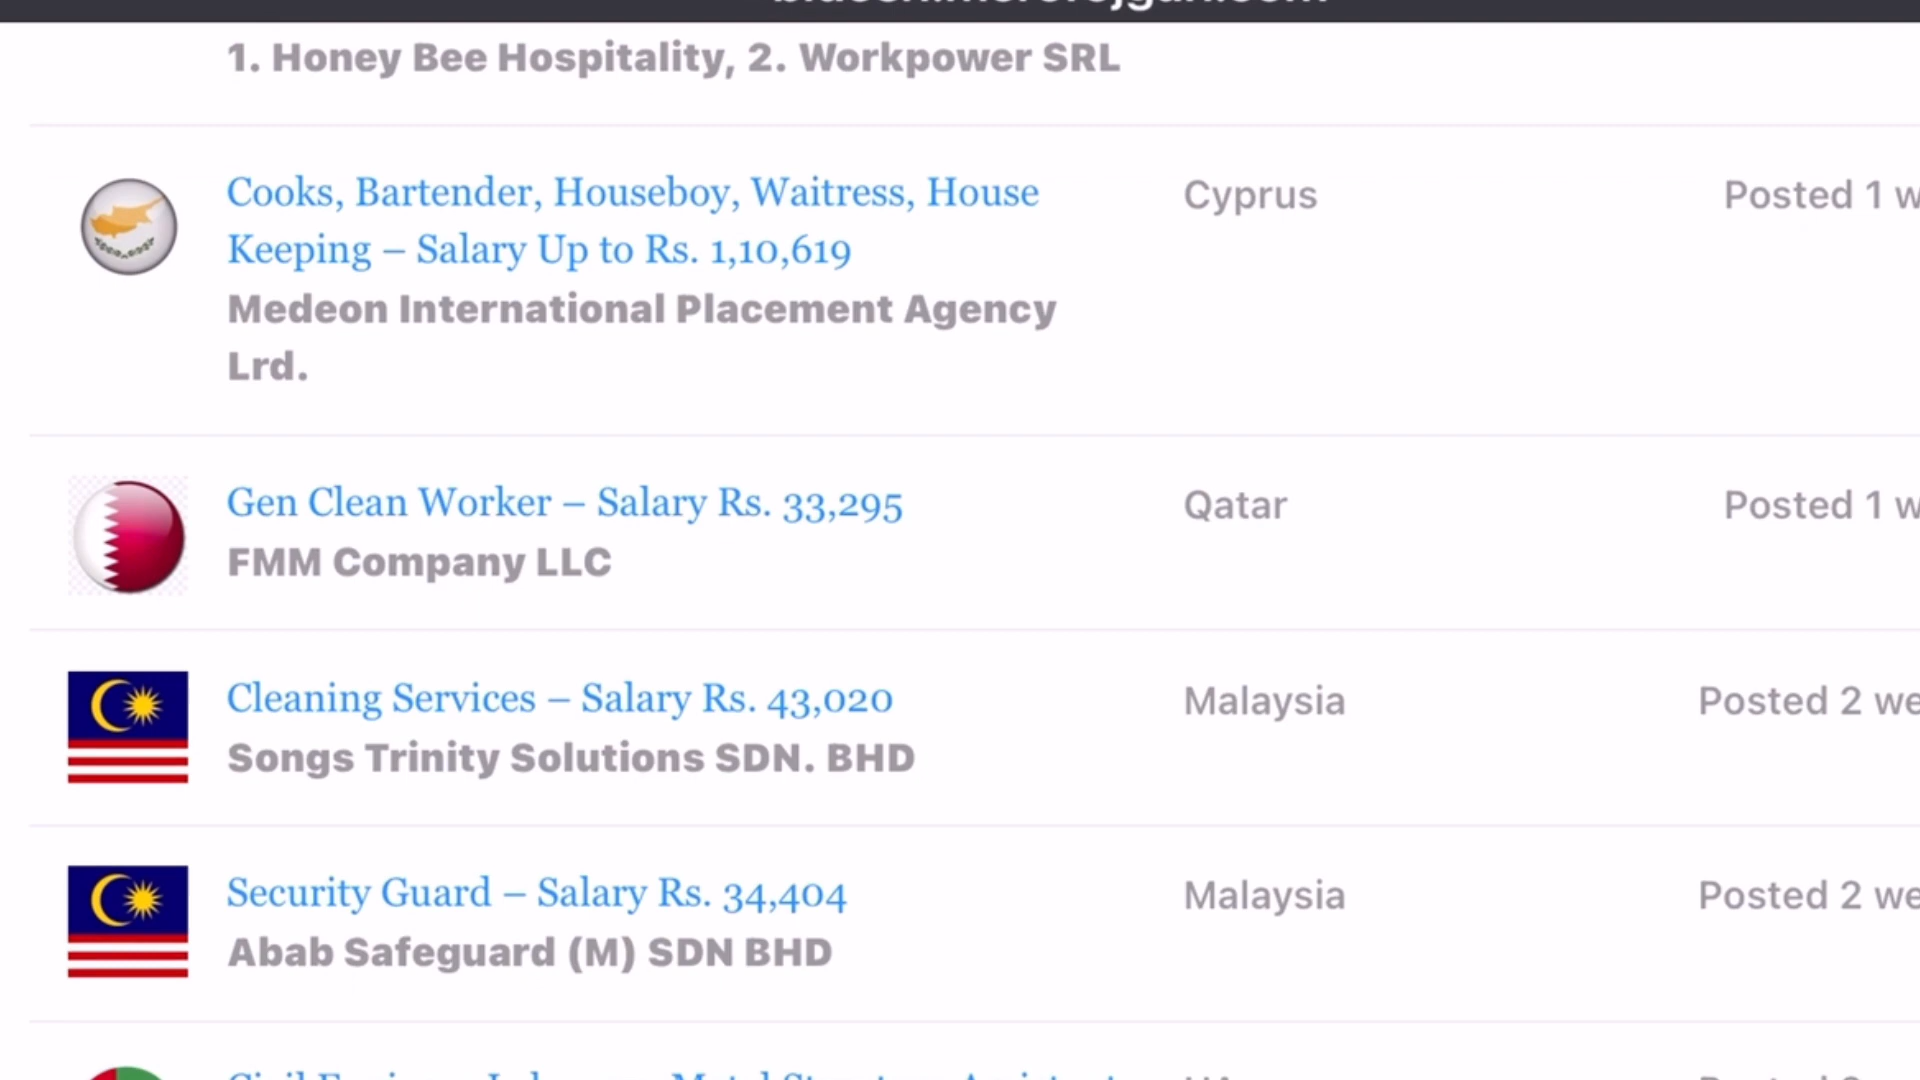 1. Honey Bee Hospitality, 2. Workpower SRL
Cooks, Bartender, Houseboy, Waitress, House
Keeping – Salary Up to Rs. 1,10,619
Medeon International Placement Agency
Lrd.
Cyprus
Posted 1 w
Gen Clean Worker – Salary Rs. 33,295
FMM Company LLC
Qatar
Posted 1 w
Cleaning Services – Salary Rs. 43,020
Songs Trinity Solutions SDN. BHD
Malaysia
Posted 2 we
Security Guard – Salary Rs. 34,404
Abab Safeguard (M) SDN BHD
Malaysia
Posted 2 we